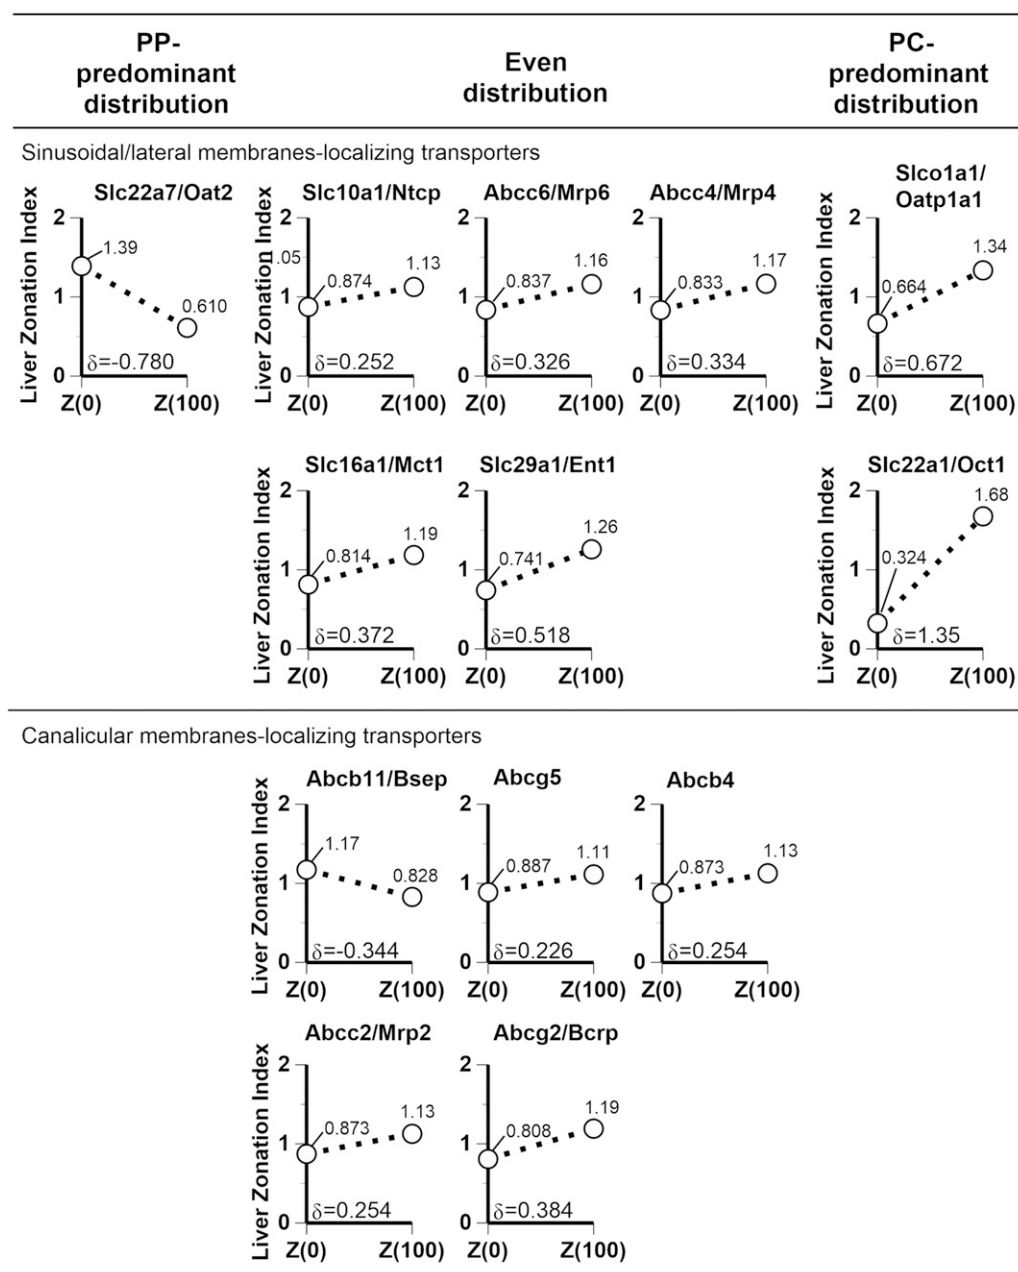 PP-
predominant
distribution
Even
distribution
PC-
predominant
distribution
Sinusoidal/lateral membranes-localizing transporters
Slc22a7/Oat2
Liver Zonation Index
2
1
0
1.39
0.610
δ=-0.780
Z(0) Z(100)
Slc10a1/Ntcp
Liver Zonation Index
2
.05
1
0
0.874
1.13
δ=0.252
Z(0) Z(100)
Abcc6/Mrp6
2
1
0
0.837
1.16
δ=0.326
Z(0) Z(100)
Abcc4/Mrp4
2
1
0
0.833
1.17
δ=0.334
Z(0) Z(100)
Slco1a1/
Oatp1a1
Liver Zonation Index
2
1
0
0.664
1.34
δ=0.672
Z(0) Z(100)
Slc16a1/Mct1
Liver Zonation Index
2
1
0
0.814
1.19
δ=0.372
Z(0) Z(100)
Slc29a1/Ent1
2
1
0
0.741
1.26
δ=0.518
Z(0) Z(100)
Slc22a1/Oct1
Liver Zonation Index
2
1
0
0.324
1.68
δ=1.35
Z(0) Z(100)
Canalicular membranes-localizing transporters
Abcb11/Bsep
Liver Zonation Index
2
1
0
1.17
0.828
δ=-0.344
Z(0) Z(100)
Abcg5
2
1
0
0.887
1.11
δ=0.226
Z(0) Z(100)
Abcb4
2
1
0
0.873
1.13
δ=0.254
Z(0) Z(100)
Abcc2/Mrp2
Liver Zonation Index
2
1
0
0.873
1.13
δ=0.254
Z(0) Z(100)
Abcg2/Bcrp
2
1
0
0.808
1.19
δ=0.384
Z(0) Z(100)